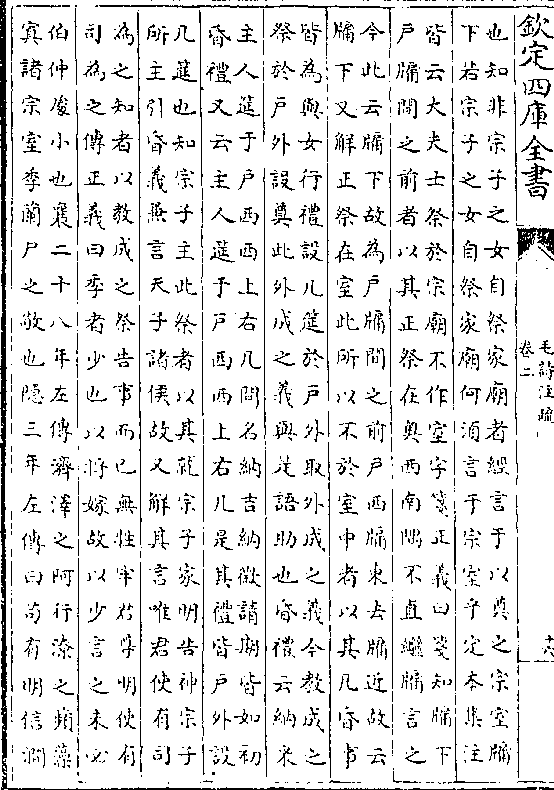 欽定四庫全書
毛詩注疏
卷二
十六
也知非宗子之女自祭家廟者經言于以奠之宗室牖
下若宗子之女自祭家廟何須言于宗室乎定本集注
皆云大夫士祭於宗廟不作室字箋正義曰箋知牖下
戶牖間之前者以其正祭在奧西南隅不直繼牖言之
今此云牖下故為戶牖間之前戶西牖東去牖近故云
牖下又解正祭在室此所以不於室中者以其凡昏事
皆為與女行禮設几筵於戶外取外成之義今教成之
祭於戶外設奠此外成之義與是語助也昏禮云納采
主人筵于戶西西上右几問名納吉納徵請期皆如初
昏禮又云主人筵于戶西西上右几是其禮皆戶外設
几筵也知宗子主此祭者以其就宗子家明告神宗子
所主引昏義兼言天子諸侯故又解其言唯君使有司
為之知者以教成之祭告事而已無牲牢君尊明使有
司為之傳正義曰季者少也以將嫁故以少言之未必
伯仲處小也襄二十八年左傳濟澤之阿行潦之蘋藻
寘諸宗室季蘭尸之敬也隱三年左傳曰苟有明信澗